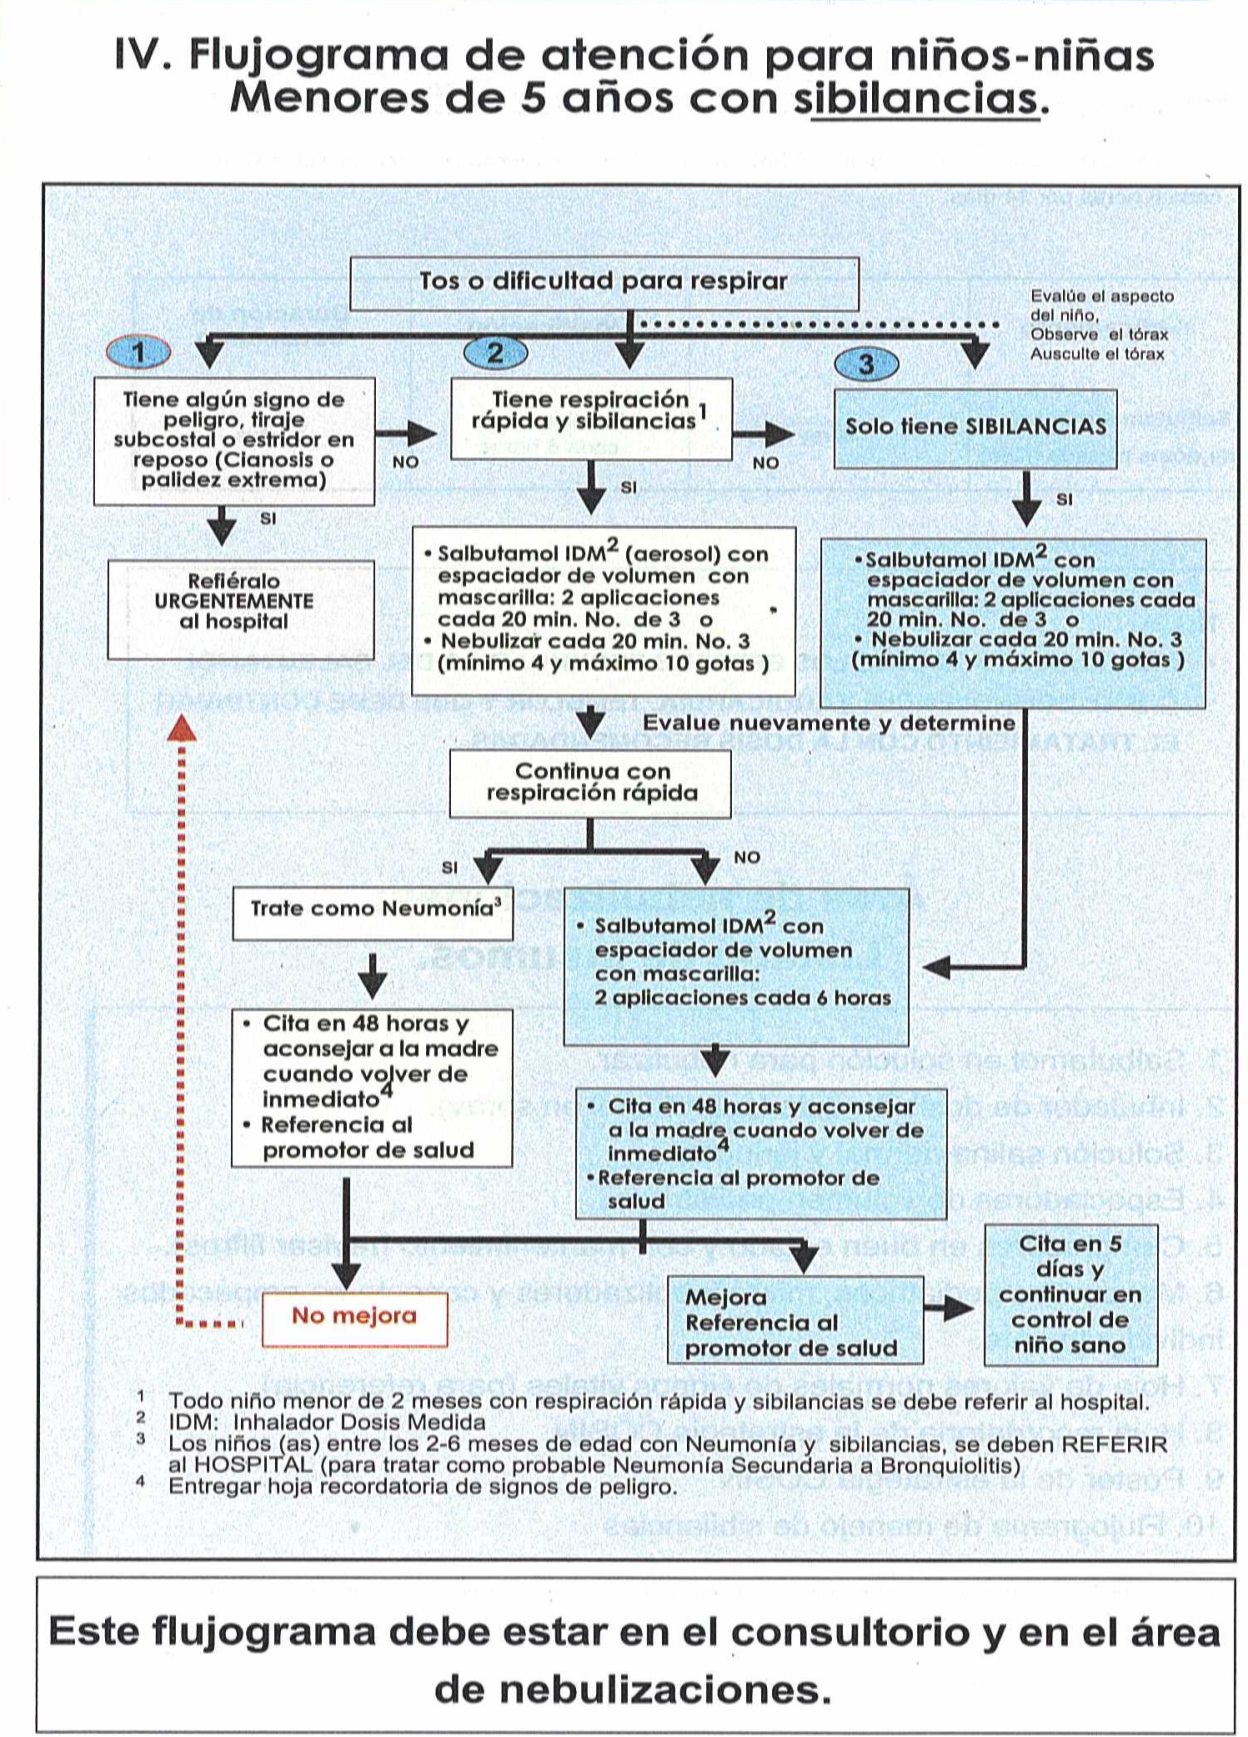 IV. Flujograma de atención para niños-niñas
Menores de 5 años con sibilancias.
Tos o dificultad para respirar
Evalúe el aspecto
del niño,
Observe el tórax
Ausculte el tórax
1
2
3
Tiene algún signo de
peligro, tiraje
subcostal o estridor en
reposo (Cianosis o
palidez extrema)
NO
Tiene respiración
rápida y sibilancias 1
NO
Solo tiene SIBILANCIAS
SI
SI
SI
Refiéralo
URGENTEMENTE
al hospital
• Salbutamol IDM2 (aerosol) con
espaciador de volumen con
mascarilla: 2 aplicaciones
cada 20 min. No. de 3 o
• Nebulizar cada 20 min. No. 3
(mínimo 4 y máximo 10 gotas )
• Salbutamol IDM2 con
espaciador de volumen con
mascarilla: 2 aplicaciones cada
20 min. No. de 3 o
• Nebulizar cada 20 min. No. 3
(mínimo 4 y máximo 10 gotas )
Evalue nuevamente y determine
Continua con
respiración rápida
SI
NO
Trate como Neumonía3
• Salbutamol IDM2 con
espaciador de volumen
con mascarilla:
2 aplicaciones cada 6 horas
• Cita en 48 horas y
aconsejar a la madre
cuando volver de
inmediato4
• Referencia al
promotor de salud
• Cita en 48 horas y aconsejar
a la madre cuando volver de
inmediato4
• Referencia al promotor de
salud
No mejora
Mejora
Referencia al
promotor de salud
Cita en 5
días y
continuar en
control de
niño sano
1 Todo niño menor de 2 meses con respiración rápida y sibilancias se debe referir al hospital.
2 IDM: Inhalador Dosis Medida
3 Los niños (as) entre los 2-6 meses de edad con Neumonía y sibilancias, se deben REFERIR
al HOSPITAL (para tratar como probable Neumonía Secundaria a Bronquiolitis)
4 Entregar hoja recordatoria de signos de peligro.
Este flujograma debe estar en el consultorio y en el área
de nebulizaciones.